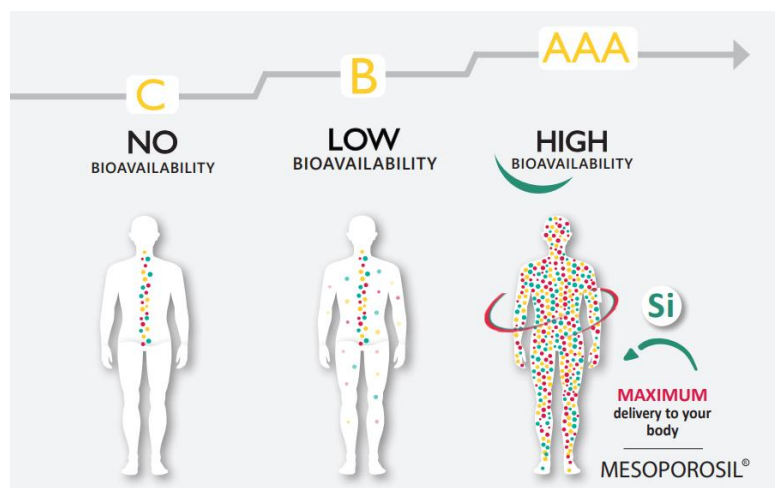 C
B
AAA
NO
BIOAVAILABILITY
LOW
BIOAVAILABILITY
HIGH
BIOAVAILABILITY
Si
MAXIMUM
delivery to your
body
MESOPOROSIL®